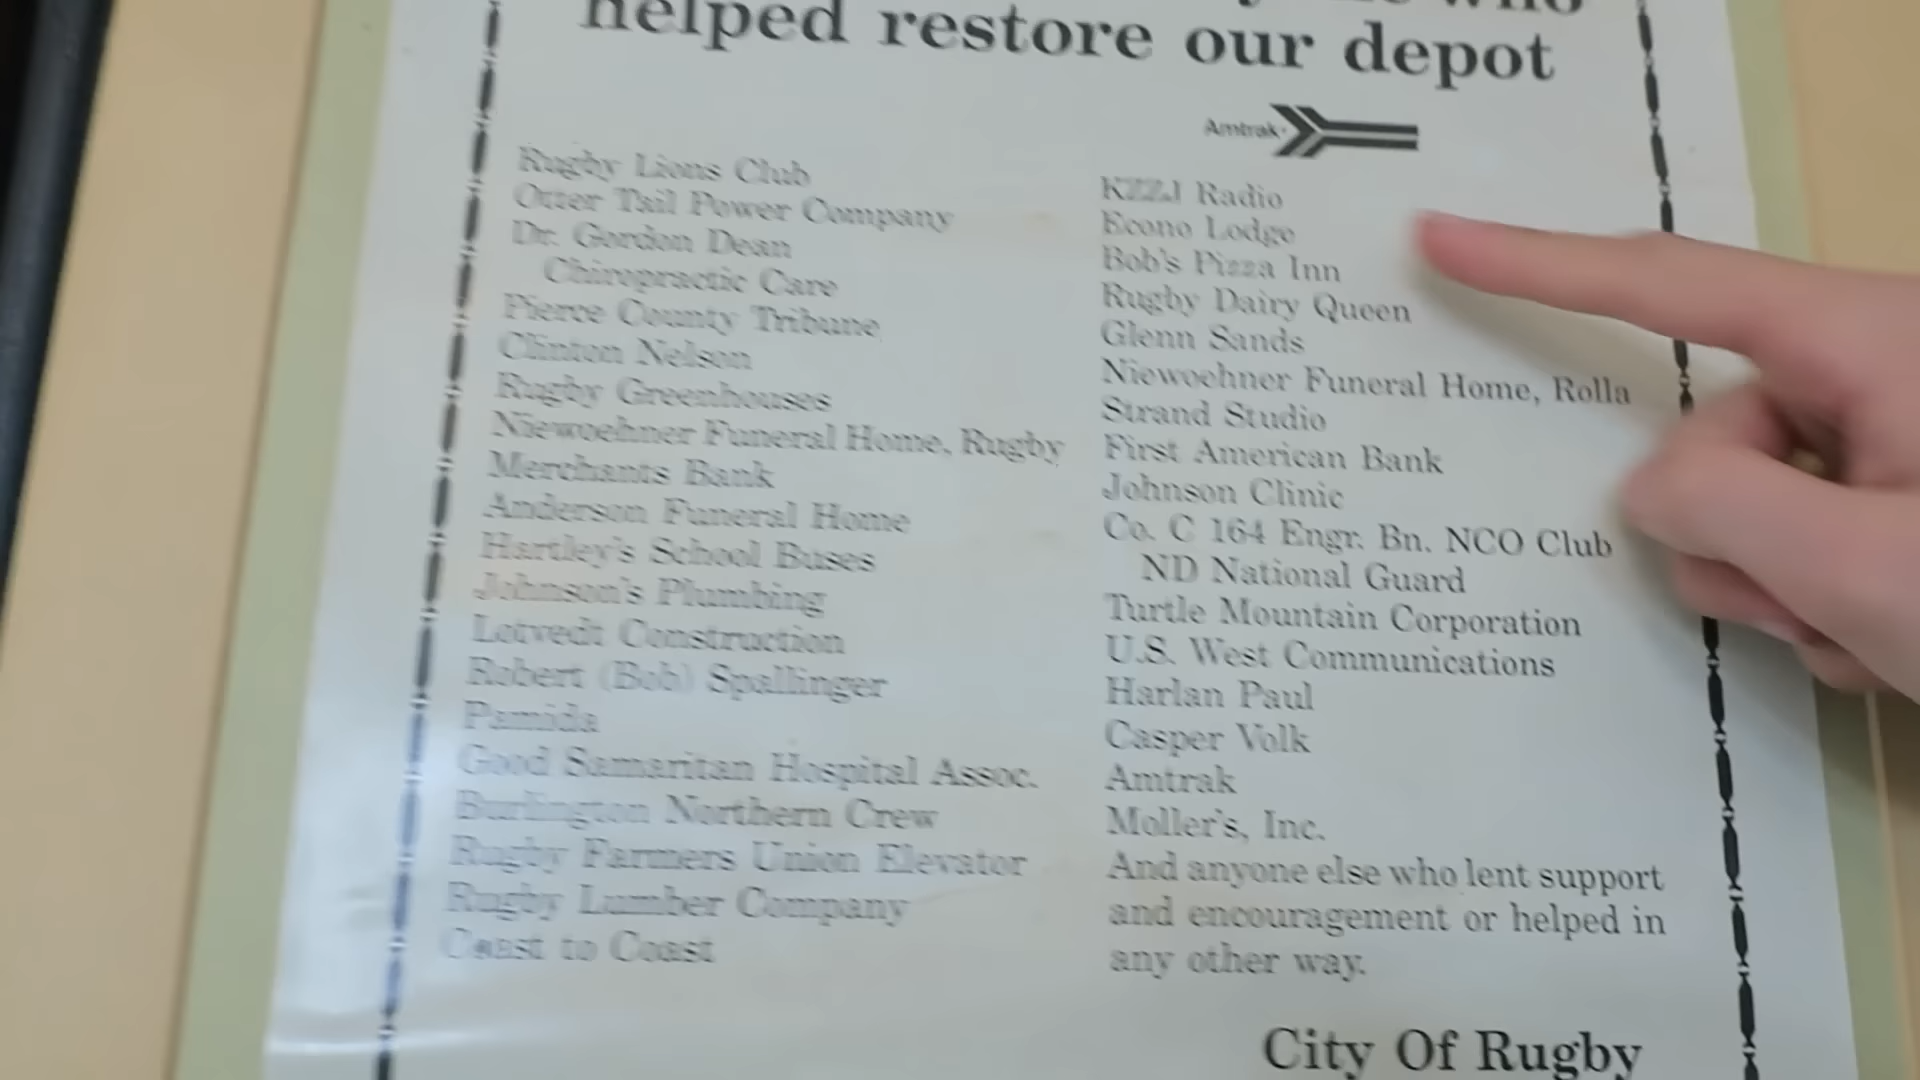 who
helped restore our depot
Amtrak
Rugby Lions Club
Otter Tail Power Company
Dr. Gordon Dean
Chiropractic Care
Pierce County Tribune
Clinton Nelson
Rugby Greenhouses
Niewoehner Funeral Home, Rugby
Merchants Bank
Anderson Funeral Home
Hartley's School Buses
Johnson's Plumbing
Lotvedt Construction
Robert (Bob) Spallinger
Pamida
Good Samaritan Hospital Assoc.
Burlington Northern Crew
Rugby Farmers Union Elevator
Rugby Lumber Company
Coast to Coast
KZZJ Radio
Econo Lodge
Bob's Pizza Inn
Rugby Dairy Queen
Glenn Sands
Niewoehner Funeral Home, Rolla
Strand Studio
First American Bank
Johnson Clinic
Co. C 164 Engr. Bn. NCO Club
ND National Guard
Turtle Mountain Corporation
U.S. West Communications
Harlan Paul
Casper Volk
Amtrak
Moller's, Inc.
And anyone else who lent support
and encouragement or helped in
any other way.
City Of Rugby